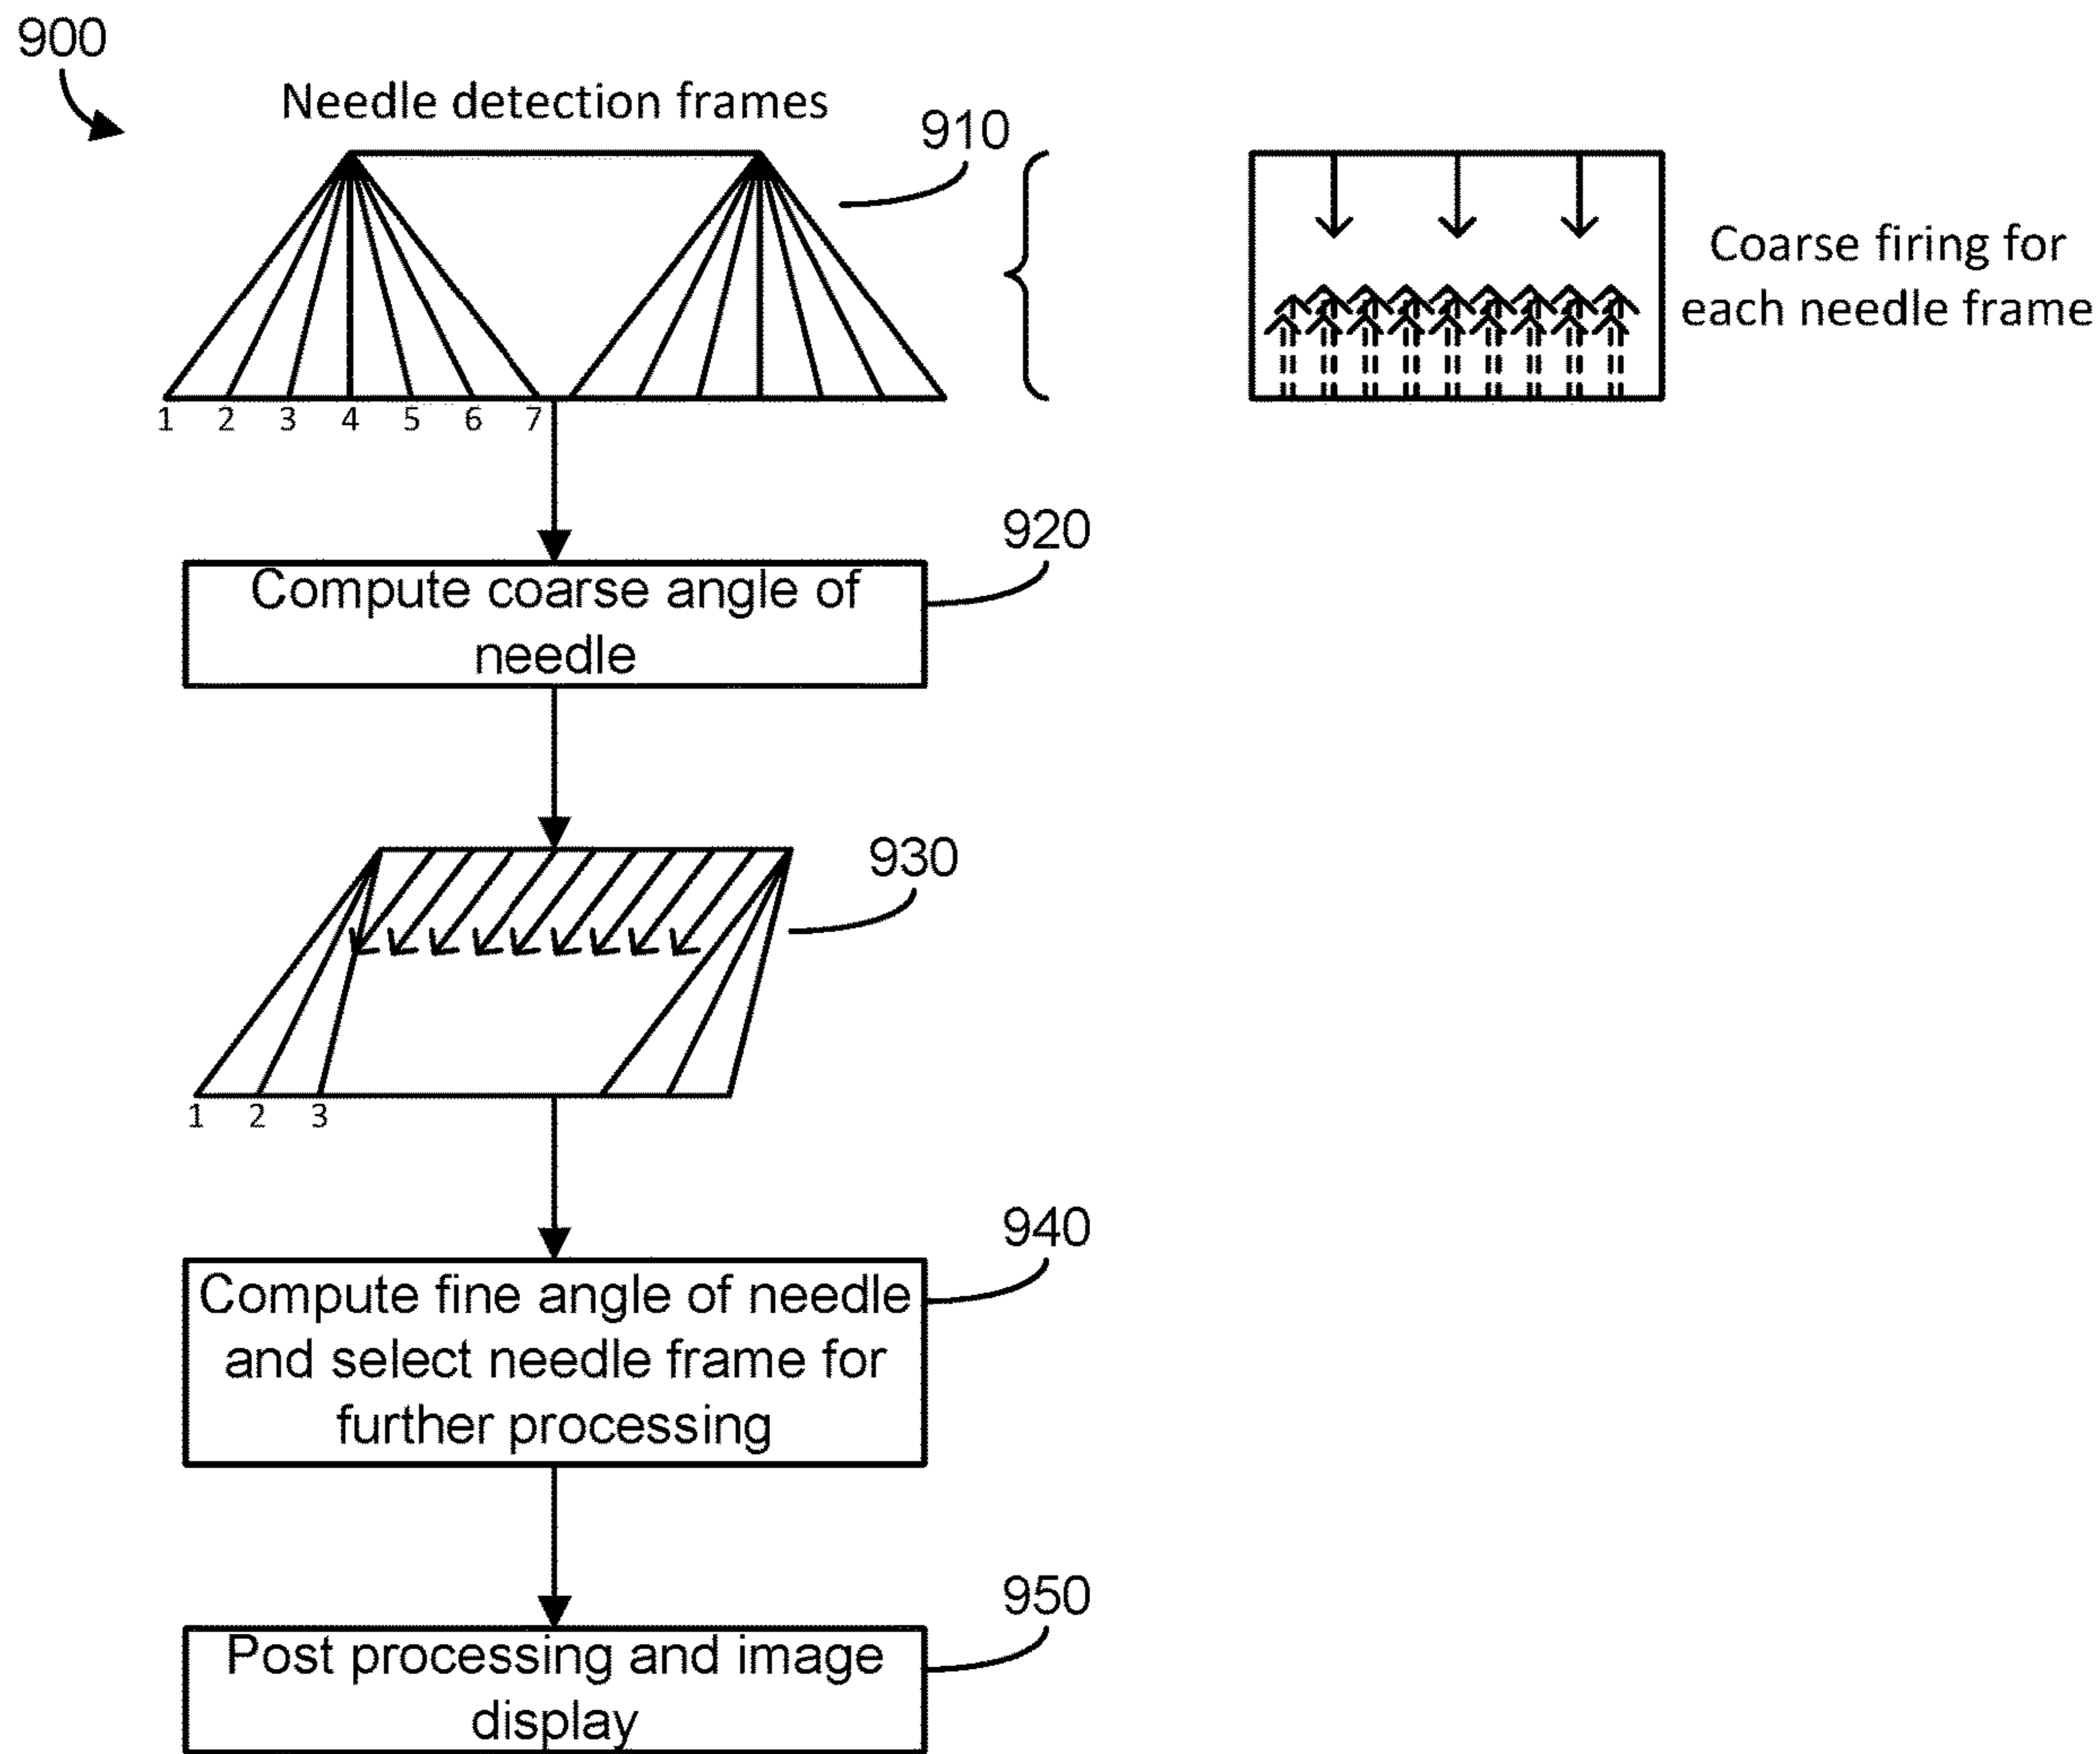 900
Needle detection frames
910
Coarse firing for
each needle frame
1 2 3 4 5 6 7
920
Compute coarse angle of
needle
930
1 2 3
940
Compute fine angle of needle
and select needle frame for
further processing
950
Post processing and image
display